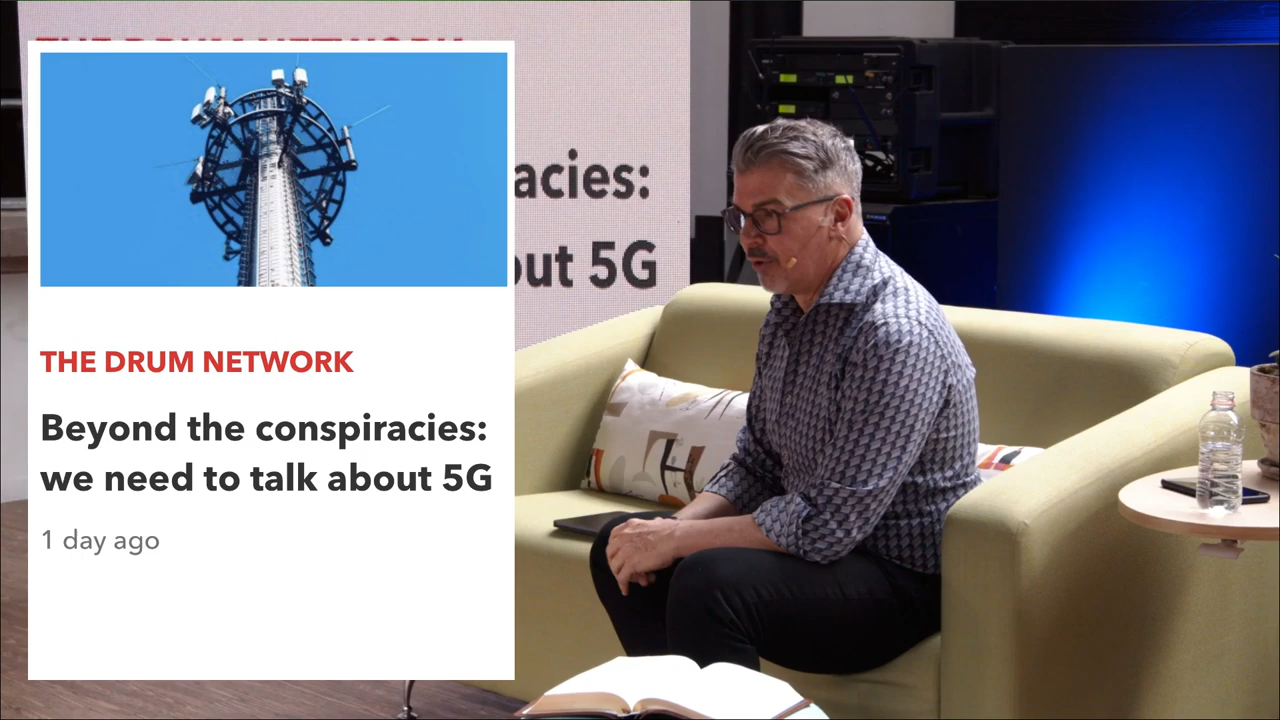 THE DRUM NETWORK
Beyond the conspiracies:
we need to talk about 5G
1 day ago
acies:
out 5G